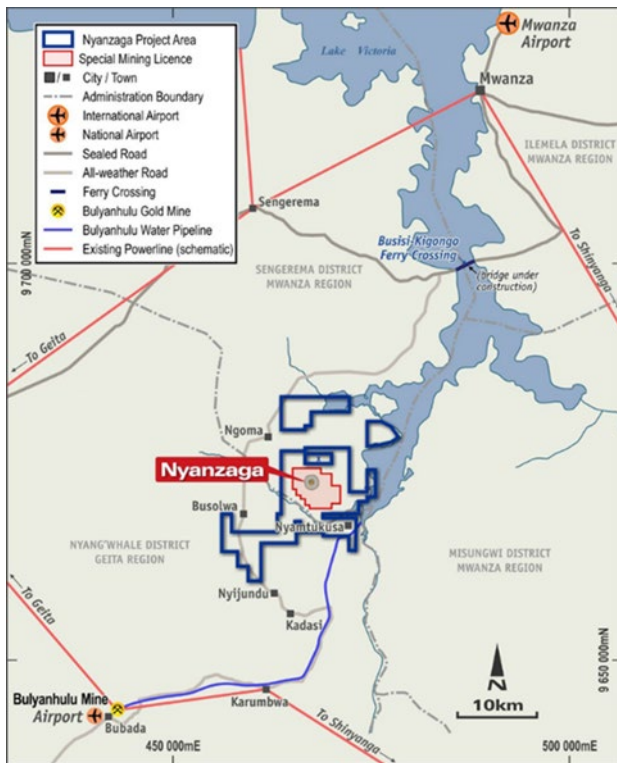 Nyanzaga Project Area
Special Mining Licence
City / Town
Administration Boundary
International Airport
National Airport
Sealed Road
All-weather Road
Ferry Crossing
Bulyanhulu Gold Mine
Bulyanhulu Water Pipeline
Existing Powerline (schematic)
Lake Victoria
Mwanza
Airport
Mwanza
ILEMELA DISTRICT
MWANZA REGION
Sengerema
To Shinyanga
Busisi-Kigongo
Ferry Crossing
(bridge under
construction)
9 700 000mN
SENGEREMA DISTRICT
MWANZA REGION
To Geita
Ngoma
Nyanzaga
Busolwa
Nyamtukusa
NYANG'WHALE DISTRICT
GEITA REGION
MISUNGWI DISTRICT
MWANZA REGION
To Geita
Nyijundu
Kadasi
9 650 000mN
N
10km
Bulyanhulu Mine
Airport
Bubada
Karumbwa
To Shinyanga
450 000mE
500 000mE